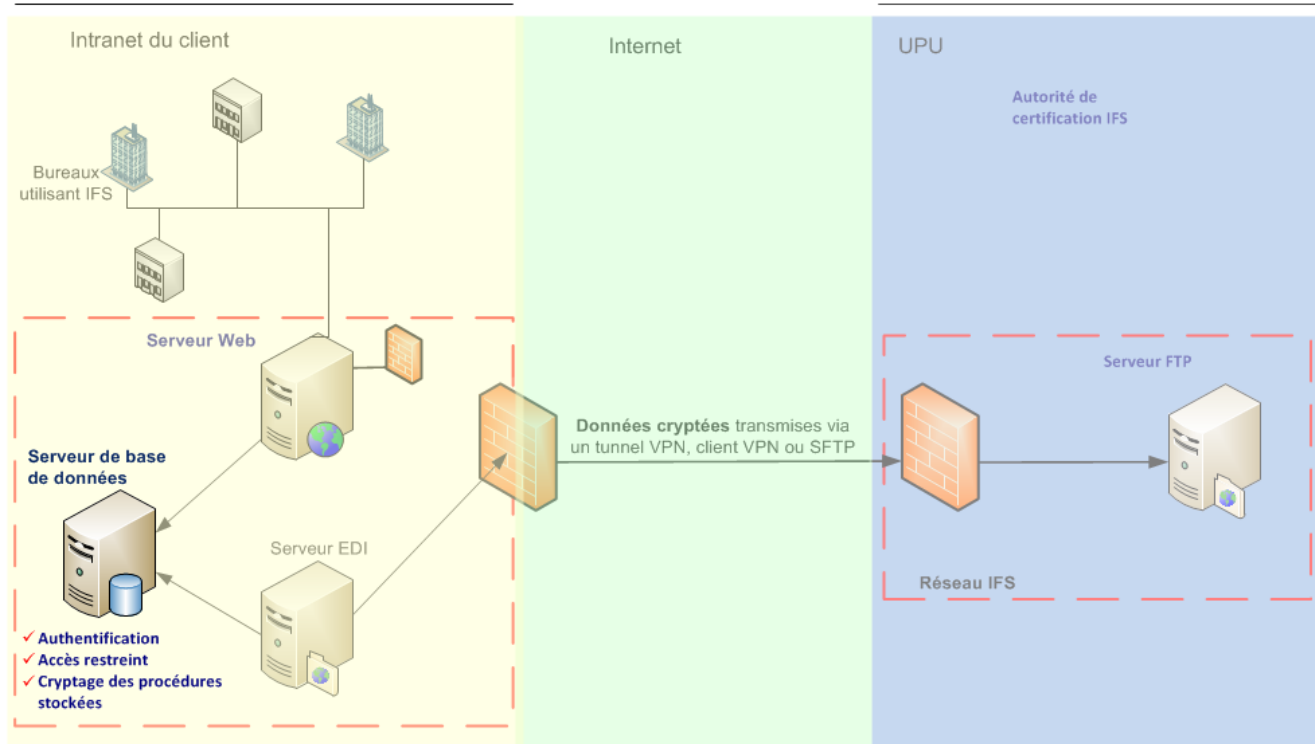 Intranet du client
Internet
UPU
Autorité de
certification IFS
Bureaux
utilisant IFS
Serveur Web
Serveur FTP
Données cryptées transmises via
un tunnel VPN, client VPN ou SFTP
Serveur de base
de données
Serveur EDI
Réseau IFS
✓ Authentification
✓ Accès restreint
✓ Cryptage des procédures
stockées